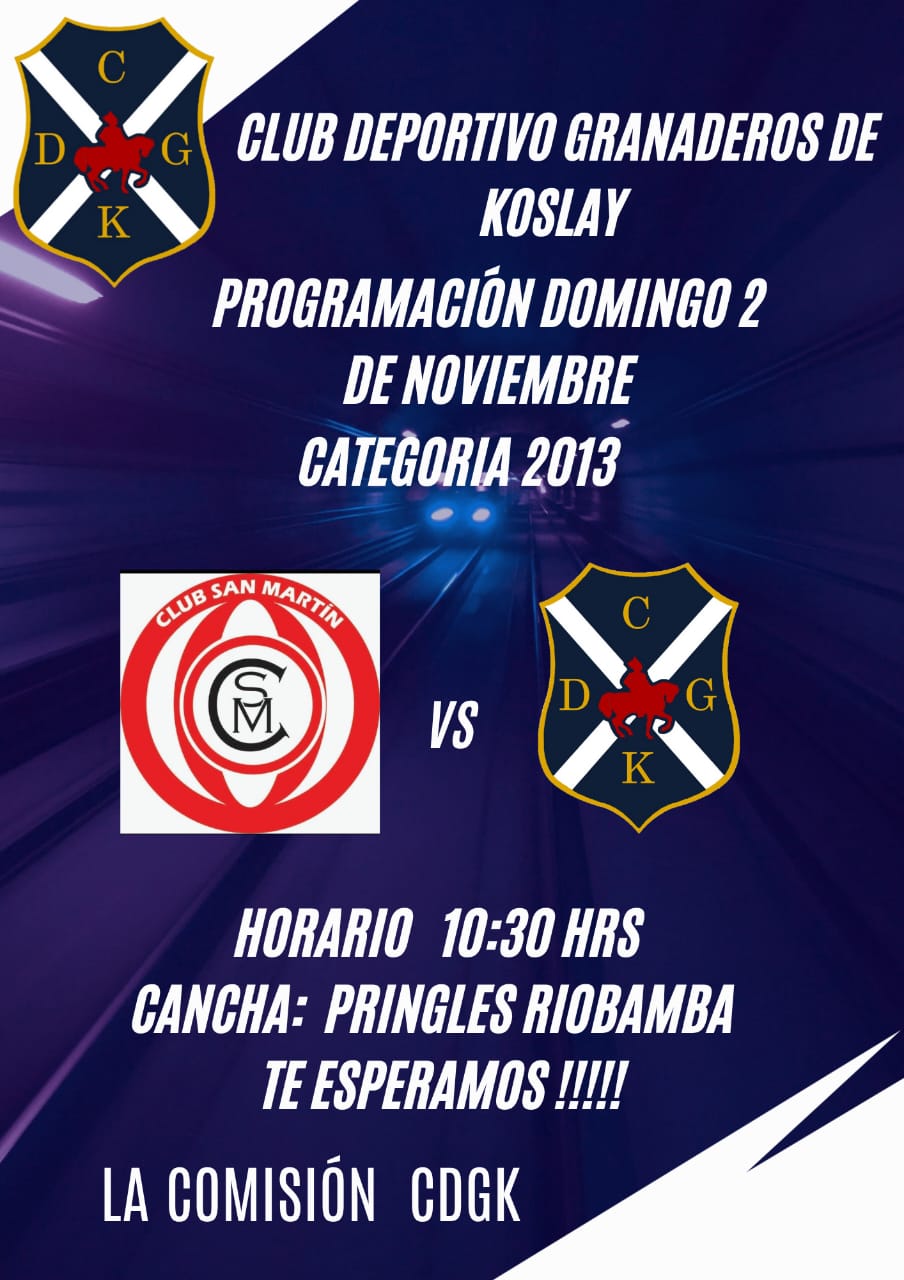 C
D G
K
CLUB DEPORTIVO GRANADEROS DE
KOSLAY
PROGRAMACIÓN DOMINGO 2
DE NOVIEMBRE
CATEGORIA 2013
CLUB SAN MARTÍN
CSM
VS
C
D G
K
HORARIO 10:30 HRS
CANCHA: PRINGLES RIOBAMBA
TE ESPERAMOS !!!!!
LA COMISIÓN CDGK